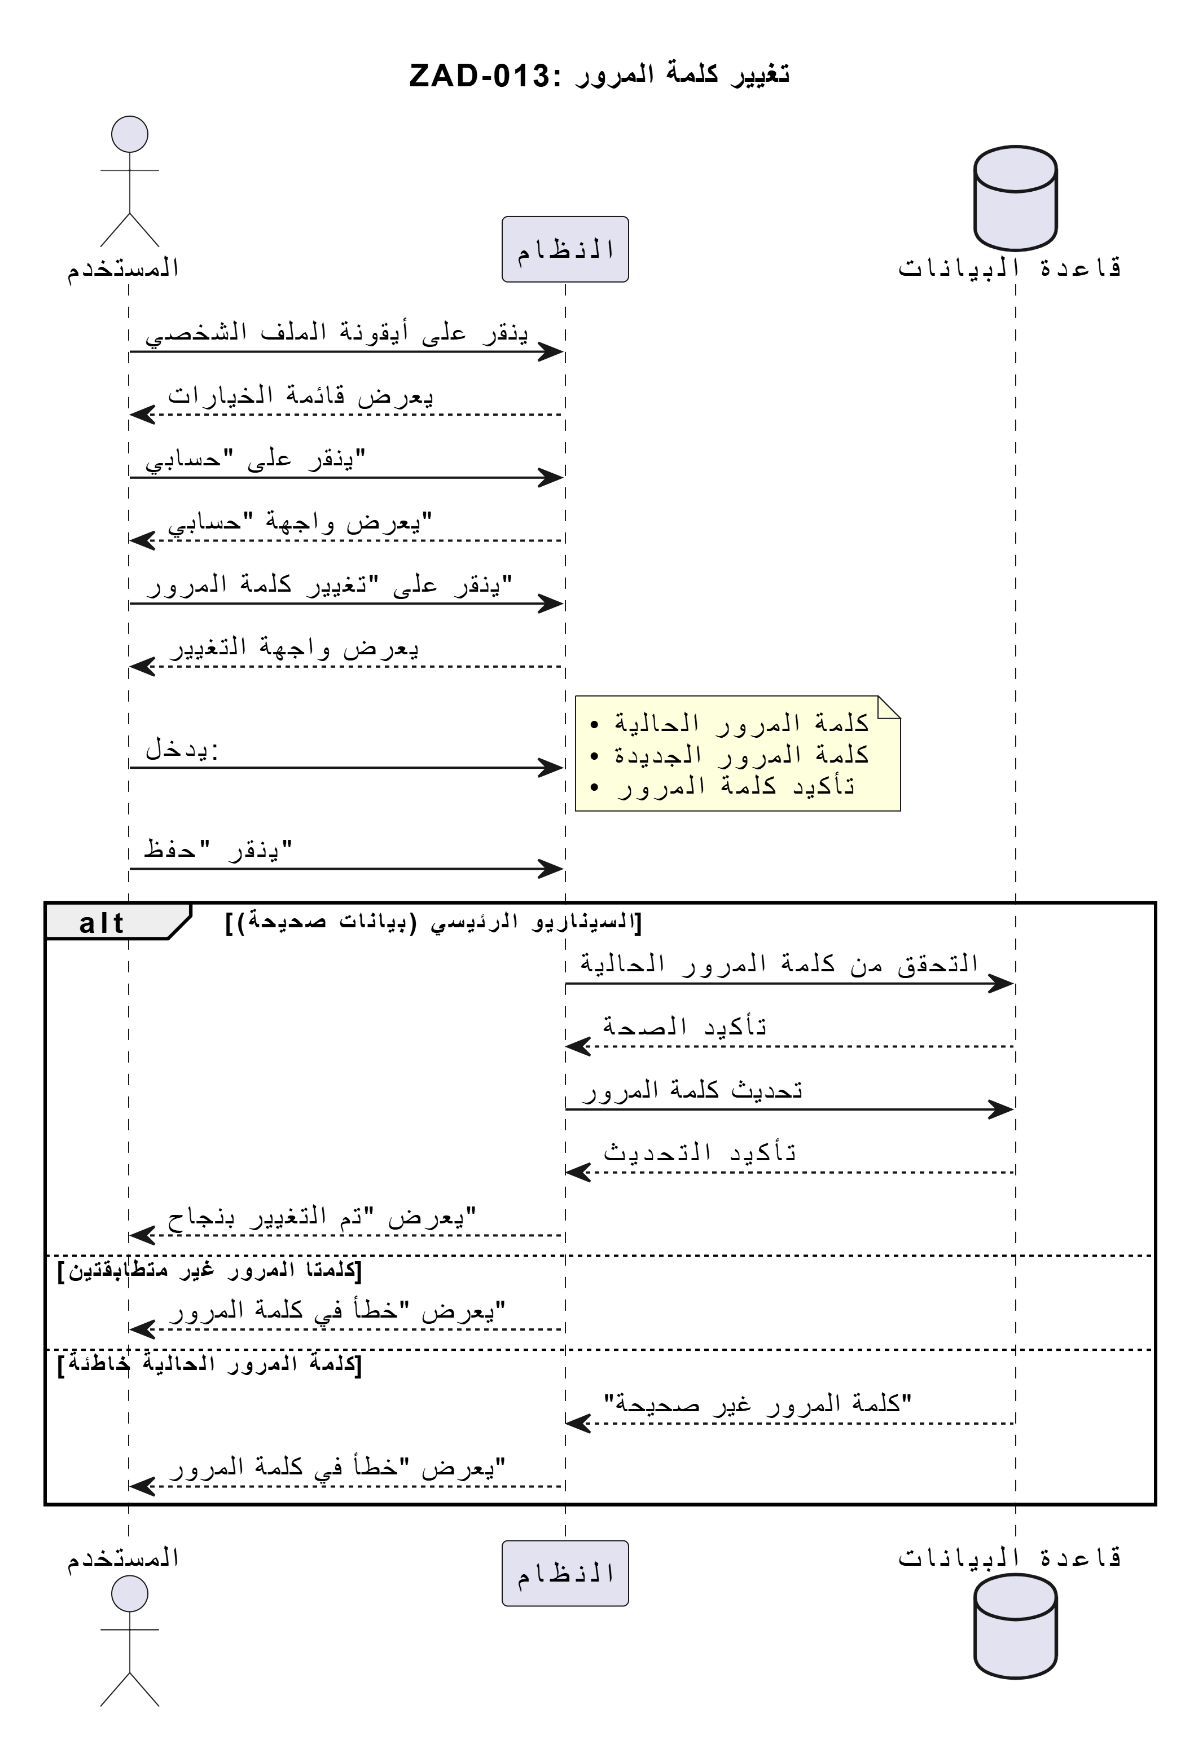 ZAD-013: تغيير كلمة المرور
المستخدم
النظام
قاعدة البيانات
ينقر على أيقونة الملف الشخصي
يعرض قائمة الخيارات
ينقر على "حسابي"
يعرض واجهة "حسابي"
ينقر على "تغيير كلمة المرور"
يعرض واجهة التغيير
يدخل:
• كلمة المرور الحالية
• كلمة المرور الجديدة
• تأكيد كلمة المرور
ينقر "حفظ"
alt [السيناريو الرئيسي (بيانات صحيحة)]
التحقق من كلمة المرور الحالية
تأكيد الصحة
تحديث كلمة المرور
تأكيد التحديث
يعرض "تم التغيير بنجاح"
[كلمتا المرور غير متطابقتين]
يعرض "خطأ في كلمة المرور"
[كلمة المرور الحالية خاطئة]
"كلمة المرور غير صحيحة"
يعرض "خطأ في كلمة المرور"
المستخدم
النظام
قاعدة البيانات